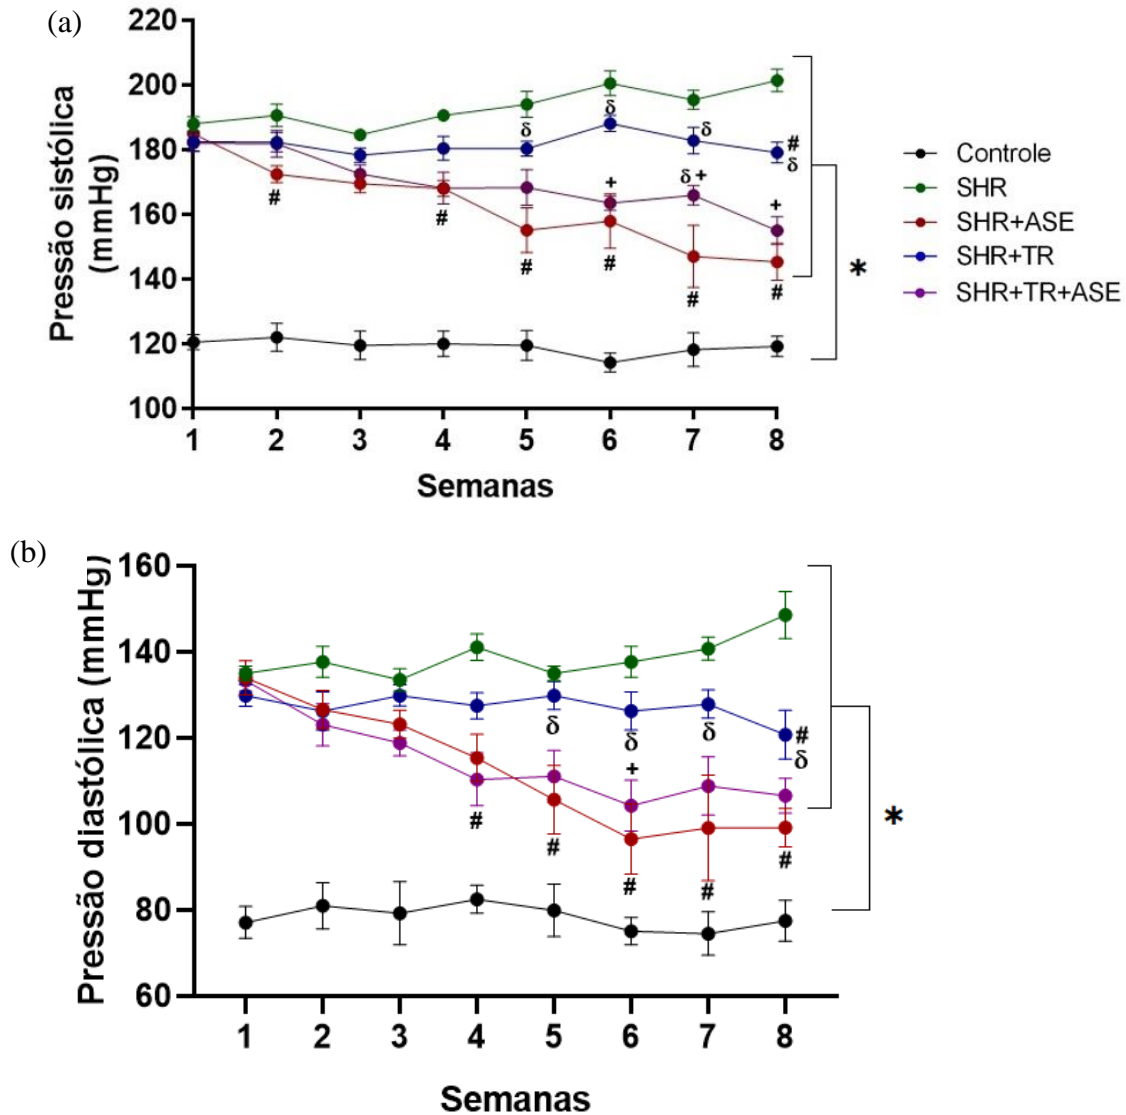 (a)
220
200
180
160
140
120
100
Pressão sistólica
(mmHg)
δ
δ
δ
#
δ
+
δ +
+
#
#
#
#
#
#
*
1 2 3 4 5 6 7 8
Semanas
Controle
SHR
SHR+ASE
SHR+TR
SHR+TR+ASE
(b)
160
140
120
100
80
60
Pressão diastólica (mmHg)
δ
δ
+
δ
#
δ
#
#
#
#
#
*
1 2 3 4 5 6 7 8
Semanas